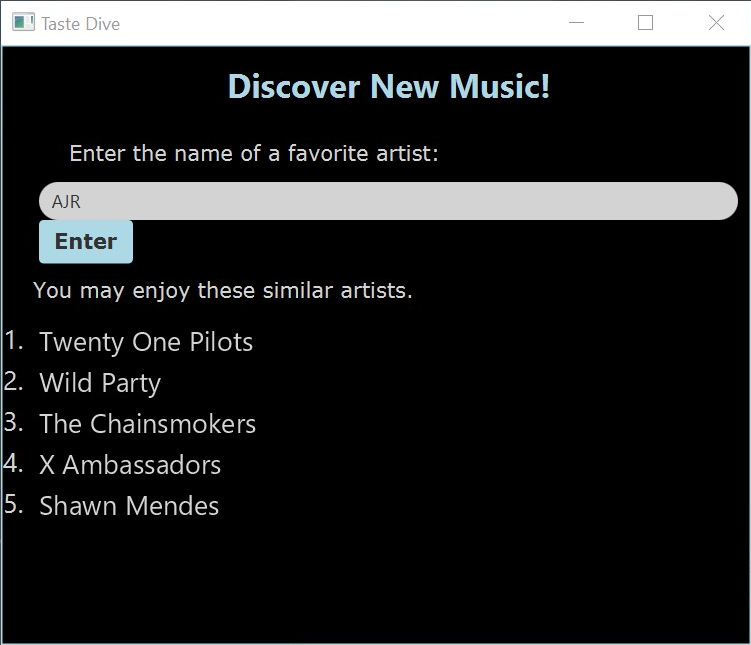 Taste Dive
Discover New Music!
Enter the name of a favorite artist:
AJR
Enter
You may enjoy these similar artists.
1. Twenty One Pilots
2. Wild Party
3. The Chainsmokers
4. X Ambassadors
5. Shawn Mendes